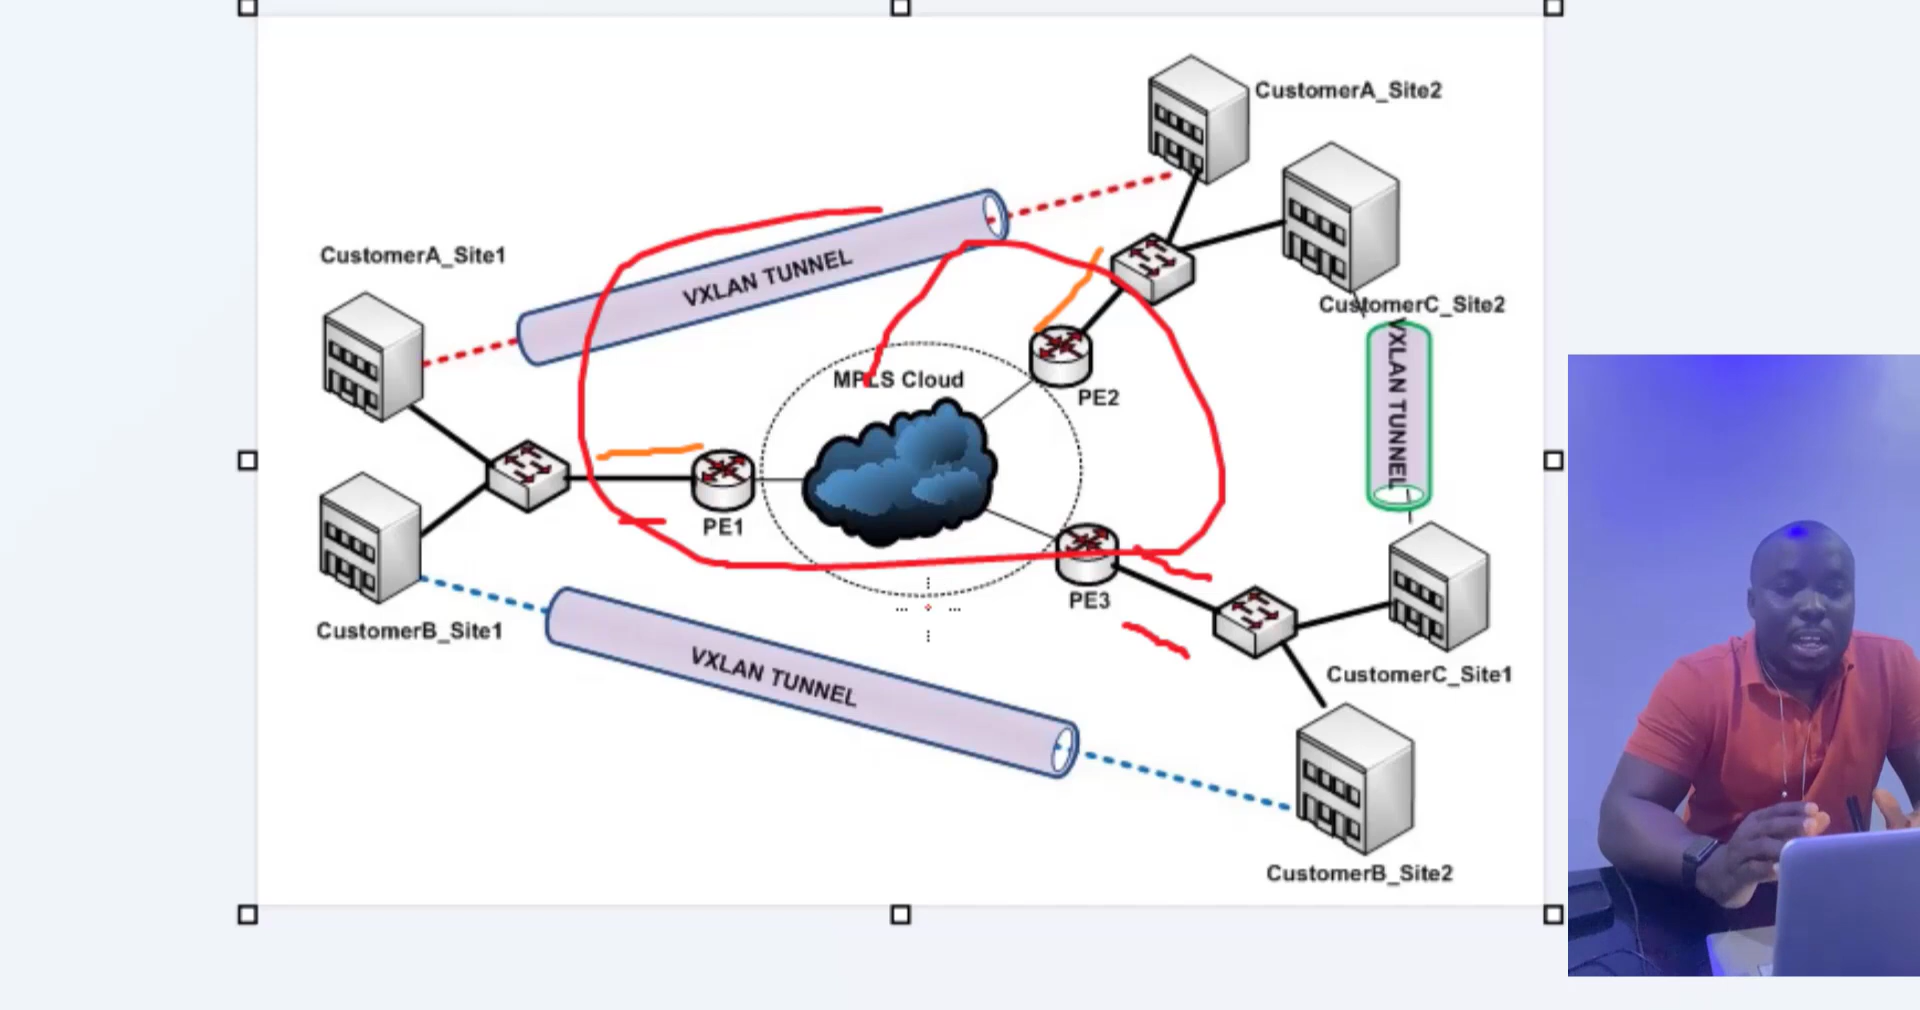 CustomerA_Site2
CustomerA_Site1
VXLAN TUNNEL
CustomerC_Site2
MPLS Cloud
PE2
VXLAN TUNNEL
PE1
PE3
CustomerB_Site1
VXLAN TUNNEL
CustomerC_Site1
CustomerB_Site2